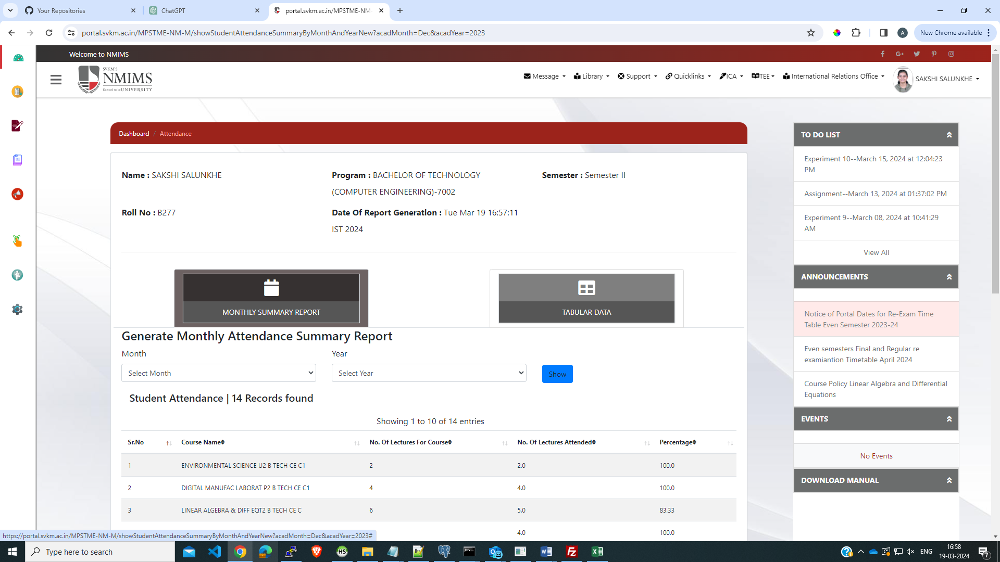 Your Repositories
ChatGPT
portal.svkm.ac.in/MPSTME-NM-
portal.svkm.ac.in/MPSTME-NM-M/showStudentAttendanceSummaryByMonthAndYearNew?acadMonth=Dec&acadYear=2023
A
New Chrome available
Welcome to NMIMS
SVKM'S
NMIMS
Deemed to be UNIVERSITY
Message
Library
Support
Quicklinks
ICA
TEE
International Relations Office
SAKSHI SALUNKHE
Dashboard / Attendance
Name : SAKSHI SALUNKHE
Program : BACHELOR OF TECHNOLOGY
(COMPUTER ENGINEERING)-7002
Semester : Semester II
Roll No : B277
Date Of Report Generation : Tue Mar 19 16:57:11
IST 2024
MONTHLY SUMMARY REPORT
TABULAR DATA
Generate Monthly Attendance Summary Report
Month
Year
Select Month
Select Year
Show
Student Attendance | 14 Records found
Showing 1 to 10 of 14 entries
Sr.No Course Name No. Of Lectures For Course No. Of Lectures Attended Percentage
1 ENVIRONMENTAL SCIENCE U2 B TECH CE C1 2 2.0 100.0
2 DIGITAL MANUFAC LABORAT P2 B TECH CE C1 4 4.0 100.0
3 LINEAR ALGEBRA & DIFF EQT2 B TECH CE C 6 5.0 83.33
4.0 100.0
TO DO LIST
Experiment 10--March 15, 2024 at 12:04:23
PM
Assignment--March 13, 2024 at 01:37:02 PM
Experiment 9--March 08, 2024 at 10:41:29
AM
View All
ANNOUNCEMENTS
Notice of Portal Dates for Re-Exam Time
Table Even Semester 2023-24
Even semesters Final and Regular re
examiantion Timetable April 2024
Course Policy Linear Algebra and Differential
Equations
EVENTS
No Events
DOWNLOAD MANUAL
https://portal.svkm.ac.in/MPSTME-NM-M/showStudentAttendanceSummaryByMonthAndYearNew?acadMonth=Dec&acadYear=2023#
Type here to search
ENG
16:58
19-03-2024
7